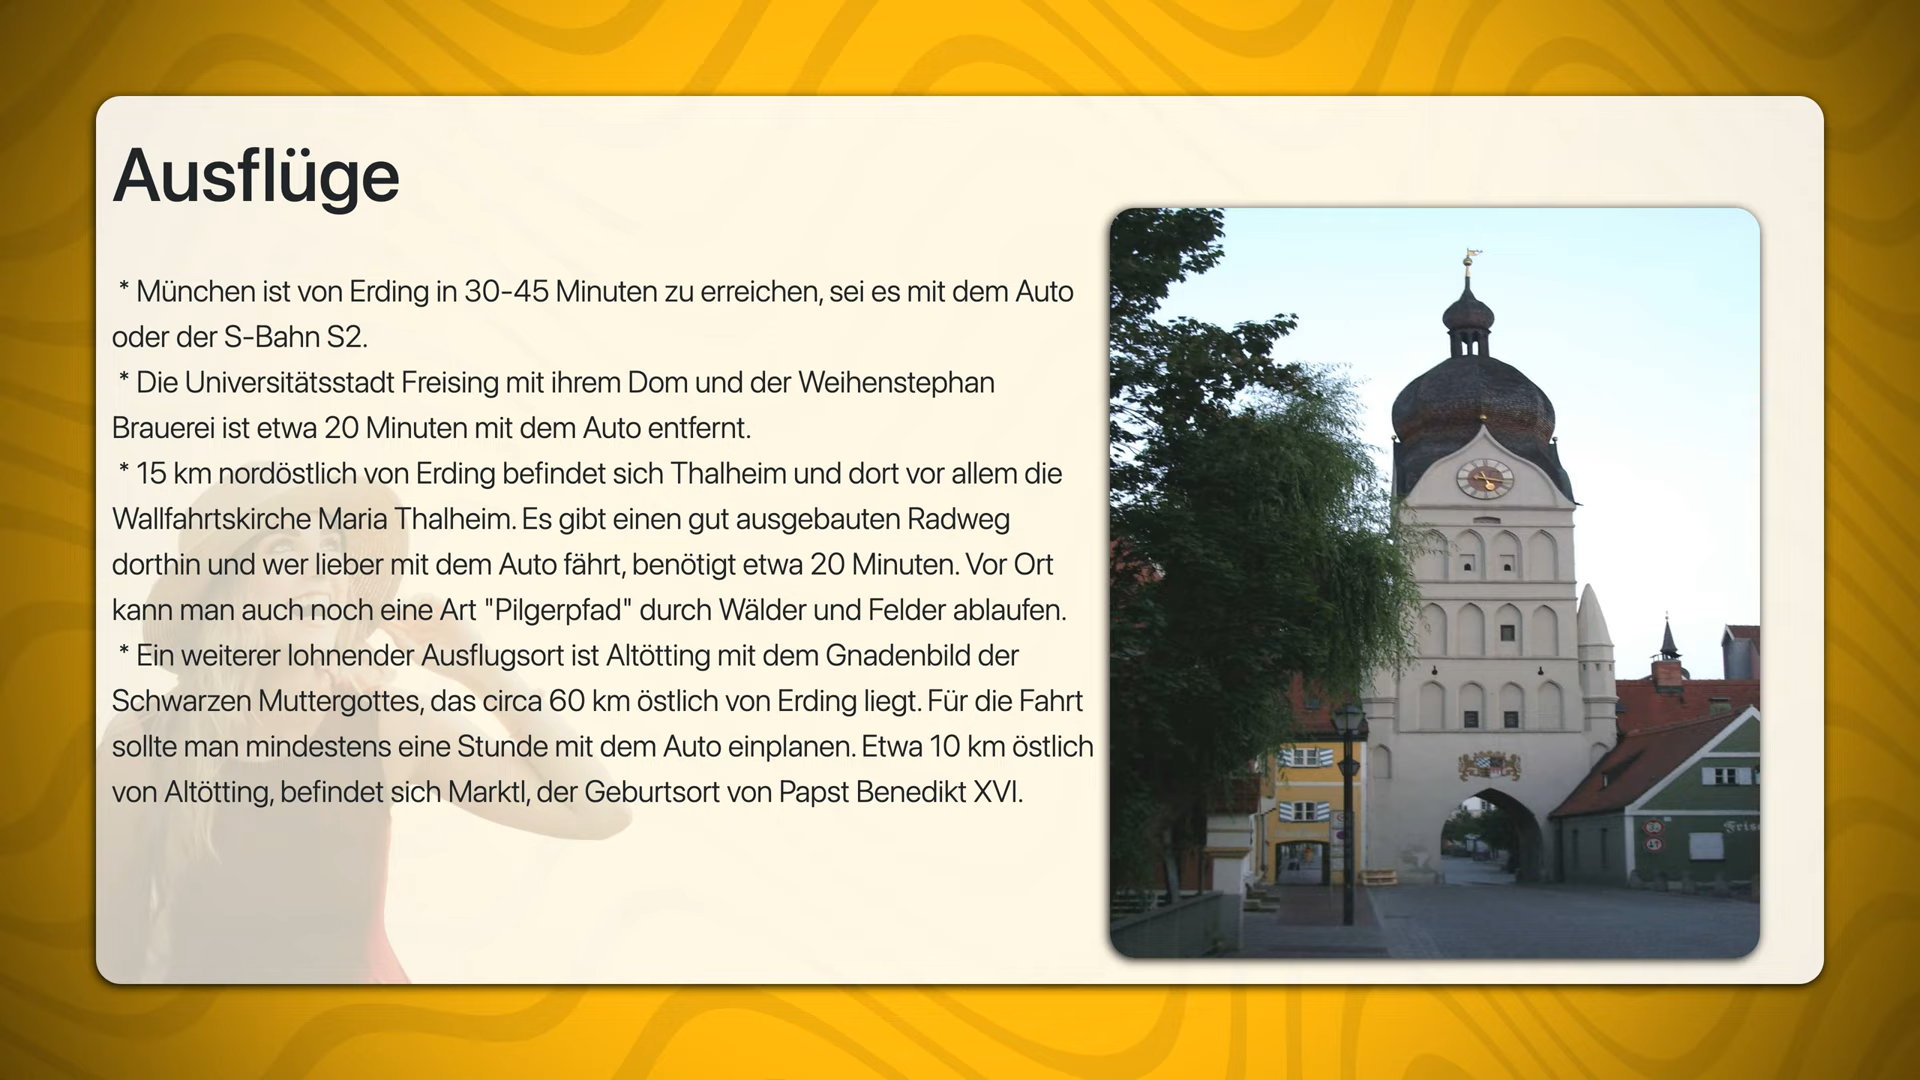 Ausflüge
* München ist von Erding in 30-45 Minuten zu erreichen, sei es mit dem Auto
oder der S-Bahn S2.
* Die Universitätsstadt Freising mit ihrem Dom und der Weihenstephan
Brauerei ist etwa 20 Minuten mit dem Auto entfernt.
* 15 km nordöstlich von Erding befindet sich Thalheim und dort vor allem die
Wallfahrtskirche Maria Thalheim. Es gibt einen gut ausgebauten Radweg
dorthin und wer lieber mit dem Auto fährt, benötigt etwa 20 Minuten. Vor Ort
kann man auch noch eine Art "Pilgerpfad" durch Wälder und Felder ablaufen.
* Ein weiterer lohnender Ausflugsort ist Altötting mit dem Gnadenbild der
Schwarzen Muttergottes, das circa 60 km östlich von Erding liegt. Für die Fahrt
sollte man mindestens eine Stunde mit dem Auto einplanen. Etwa 10 km östlich
von Altötting, befindet sich Marktl, der Geburtsort von Papst Benedikt XVI.